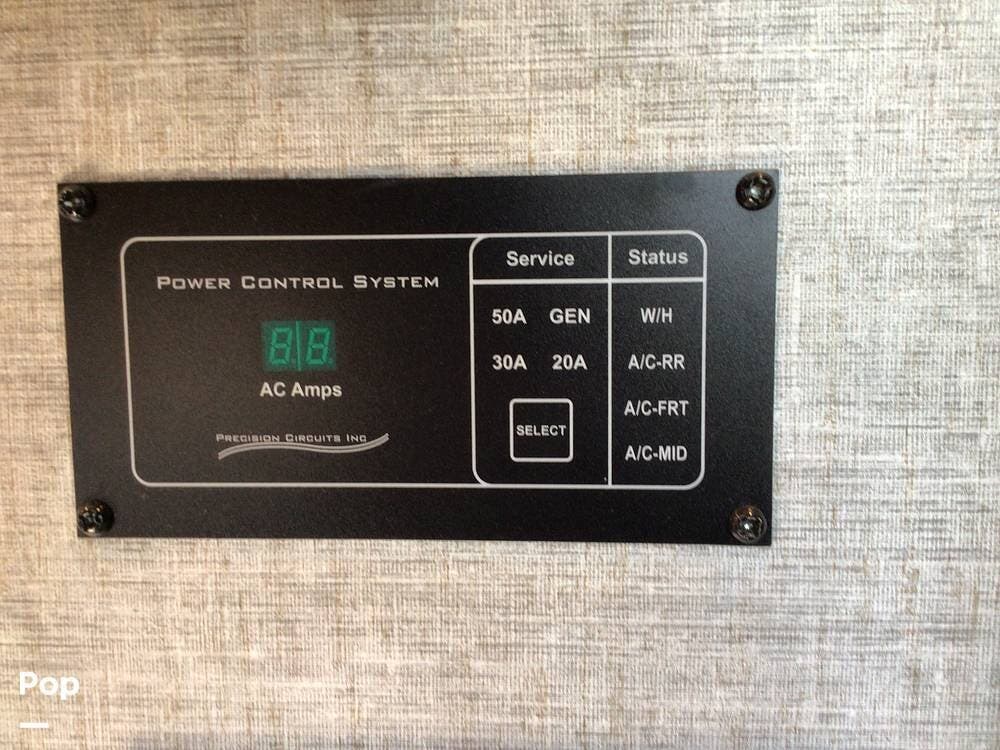 POWER CONTROL SYSTEM
AC Amps
PRECISION CIRCUITS INC
Service
50A GEN
30A 20A
SELECT
Status
W/H
A/C-RR
A/C-FRT
A/C-MID
Pop